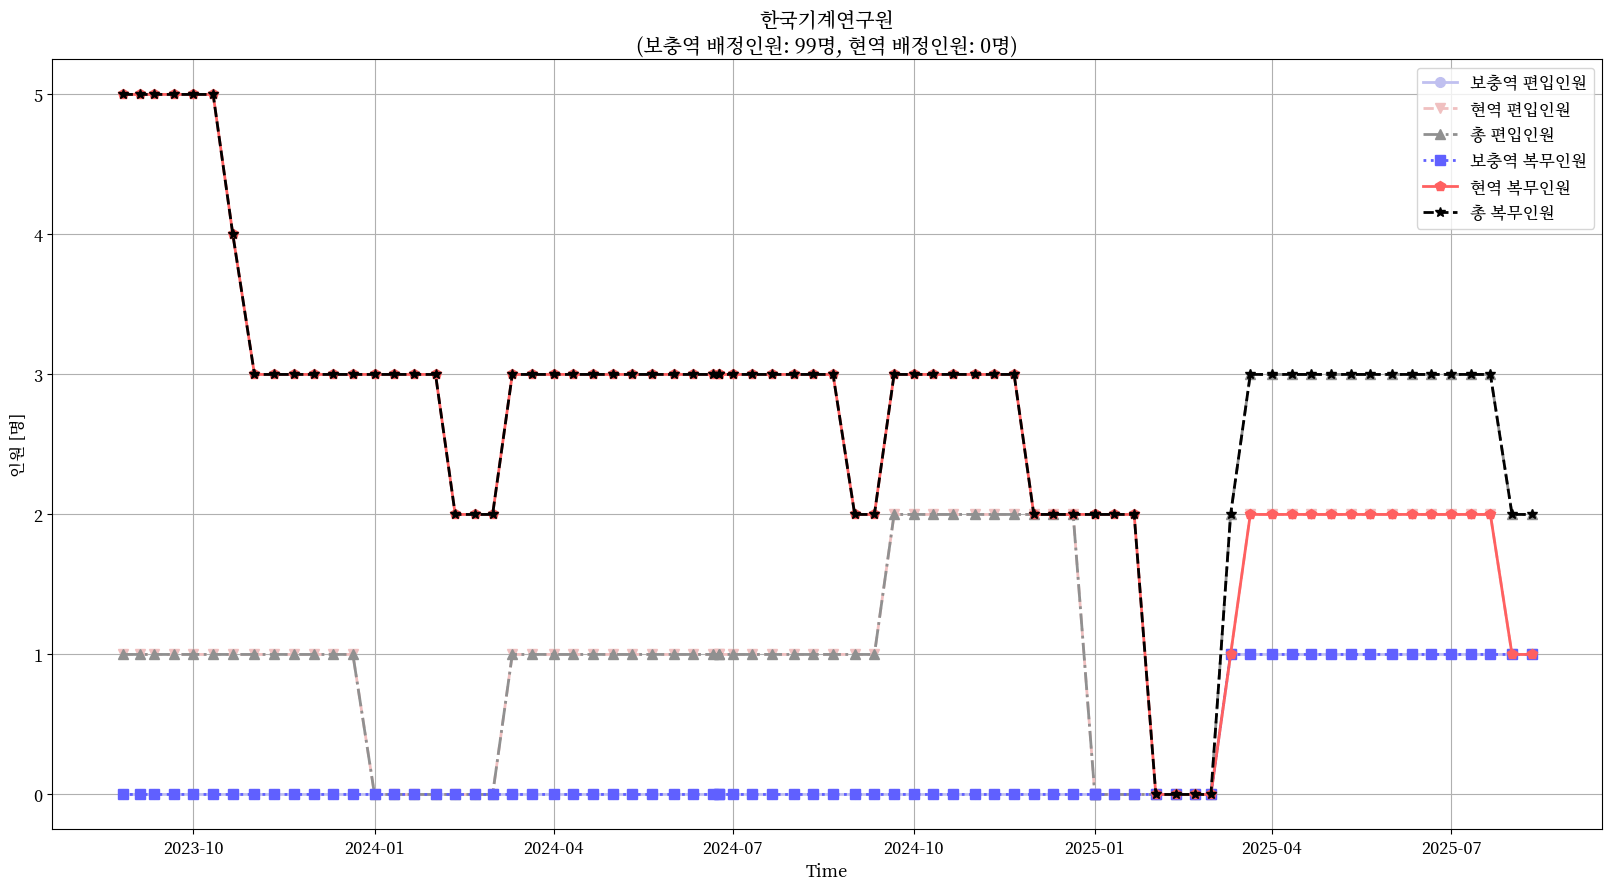 한국기계연구원
(보충역 배정인원: 99명, 현역 배정인원: 0명)
보충역 편입인원
현역 편입인원
총 편입인원
보충역 복무인원
현역 복무인원
총 복무인원
인원 [명]
5
4
3
2
1
0
2023-10
2024-01
2024-04
2024-07
2024-10
2025-01
2025-04
2025-07
Time